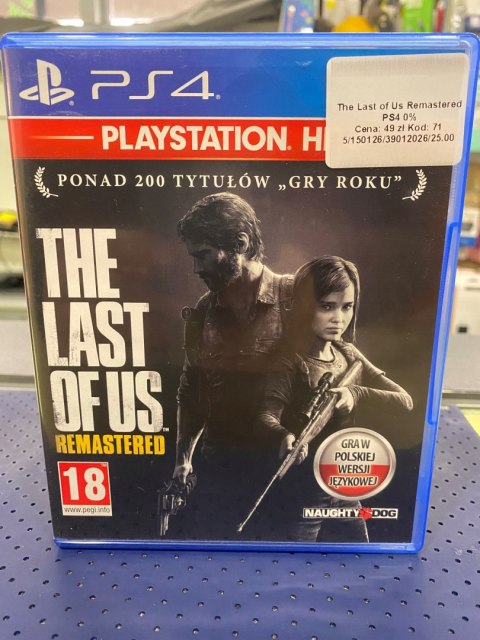 PS4
The Last of Us Remastered
PS4 0%
Cena: 49 zł Kod: 71
5/150126/39012026/25.00
PLAYSTATION H
PONAD 200 TYTUŁÓW „GRY ROKU”
THE
LAST
OF US
REMASTERED
18
www.pegi.info
GRA W
POLSKIEJ
WERSJI
JĘZYKOWEJ
NAUGHTY DOG